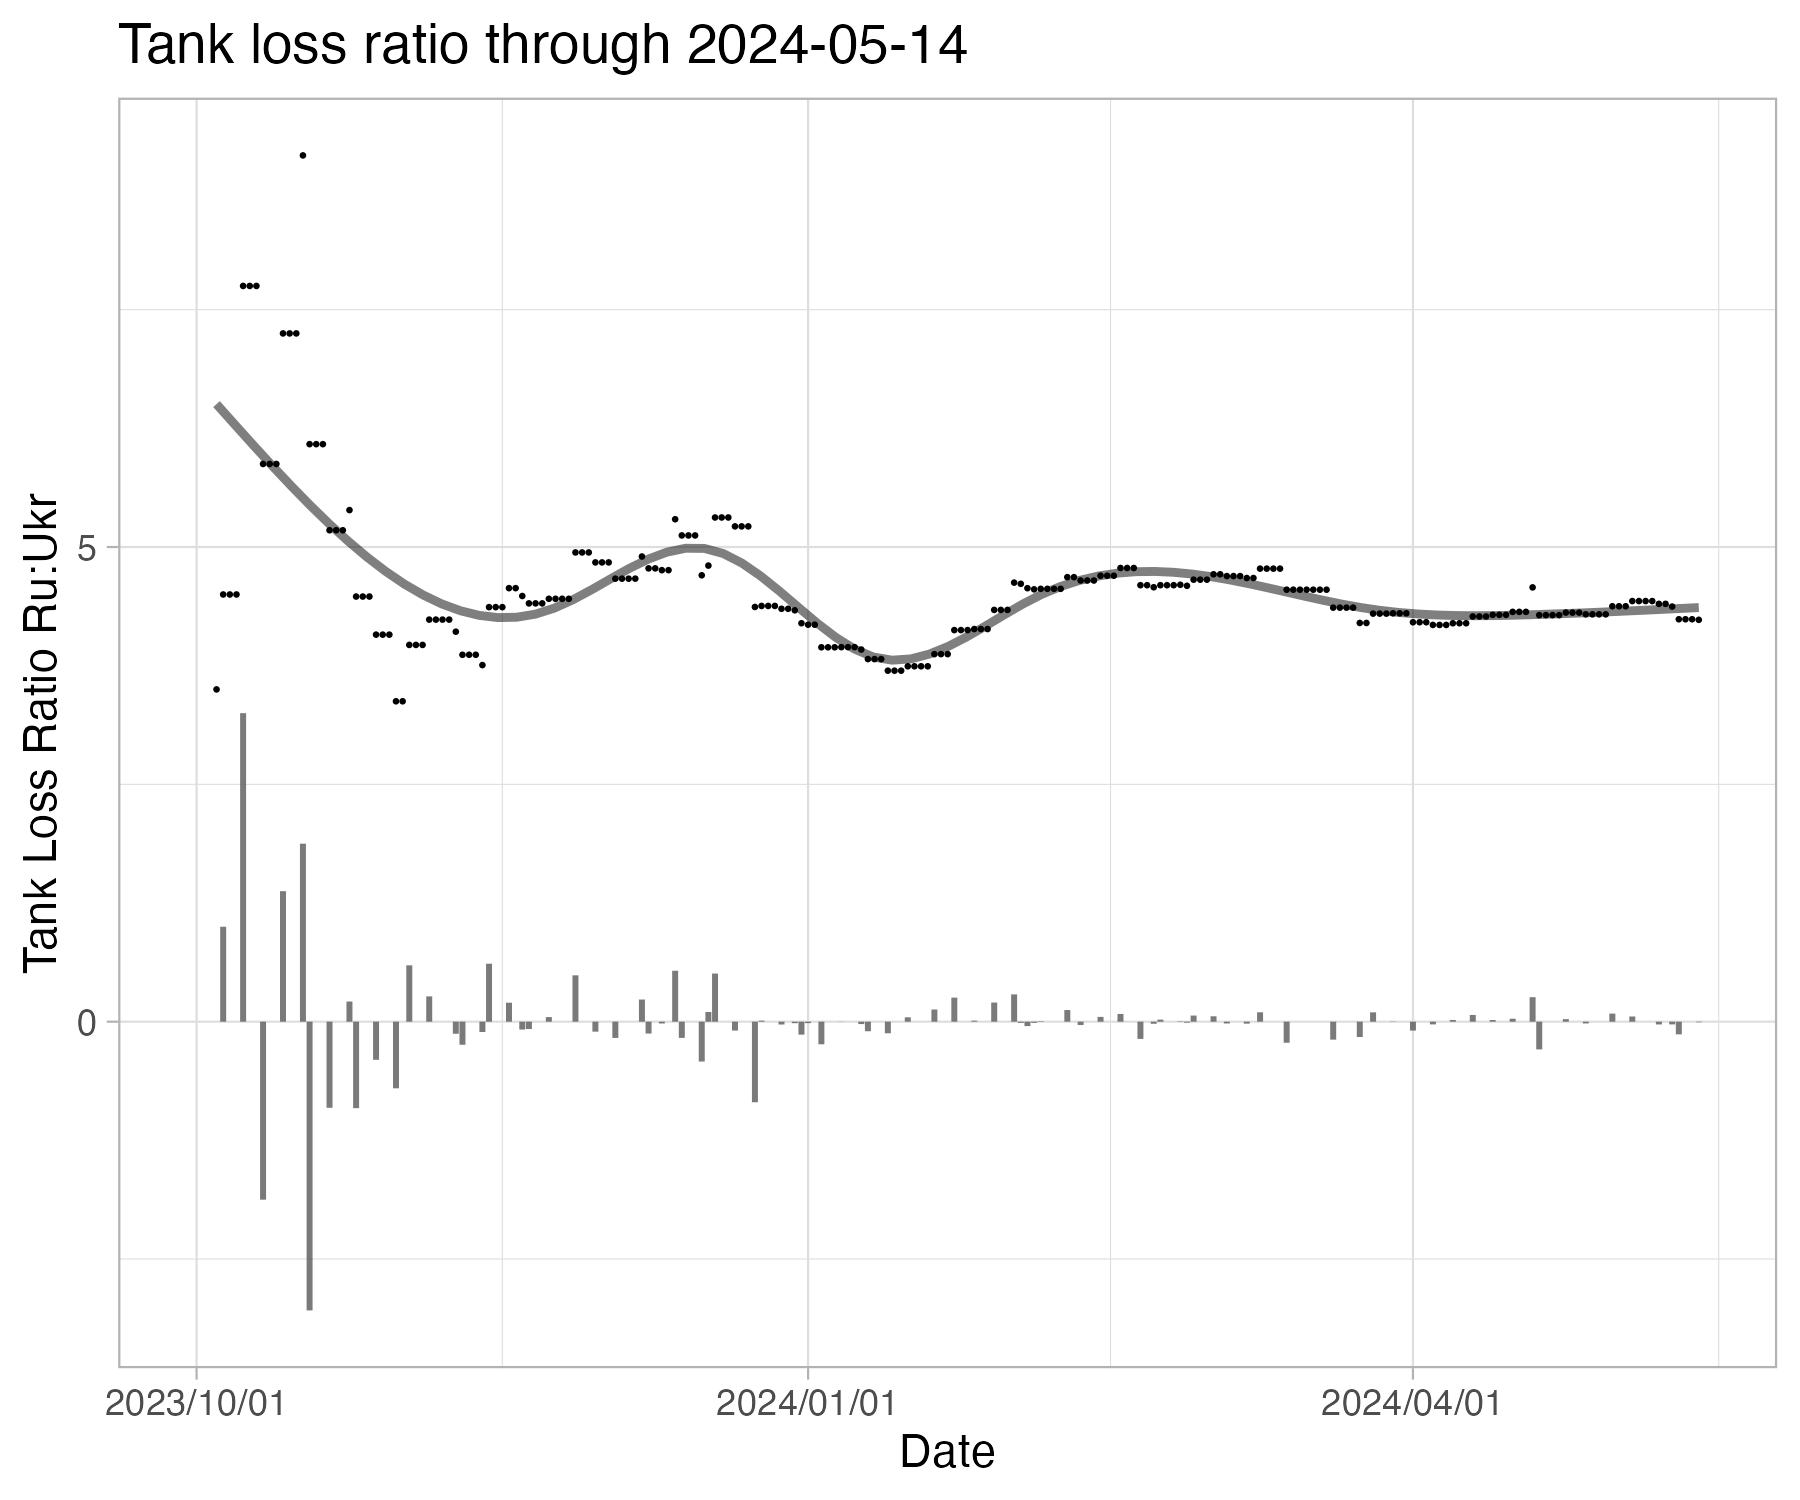 Tank loss ratio through 2024-05-14
Tank Loss Ratio Ru:Ukr
5
0
2023/10/01
2024/01/01
2024/04/01
Date